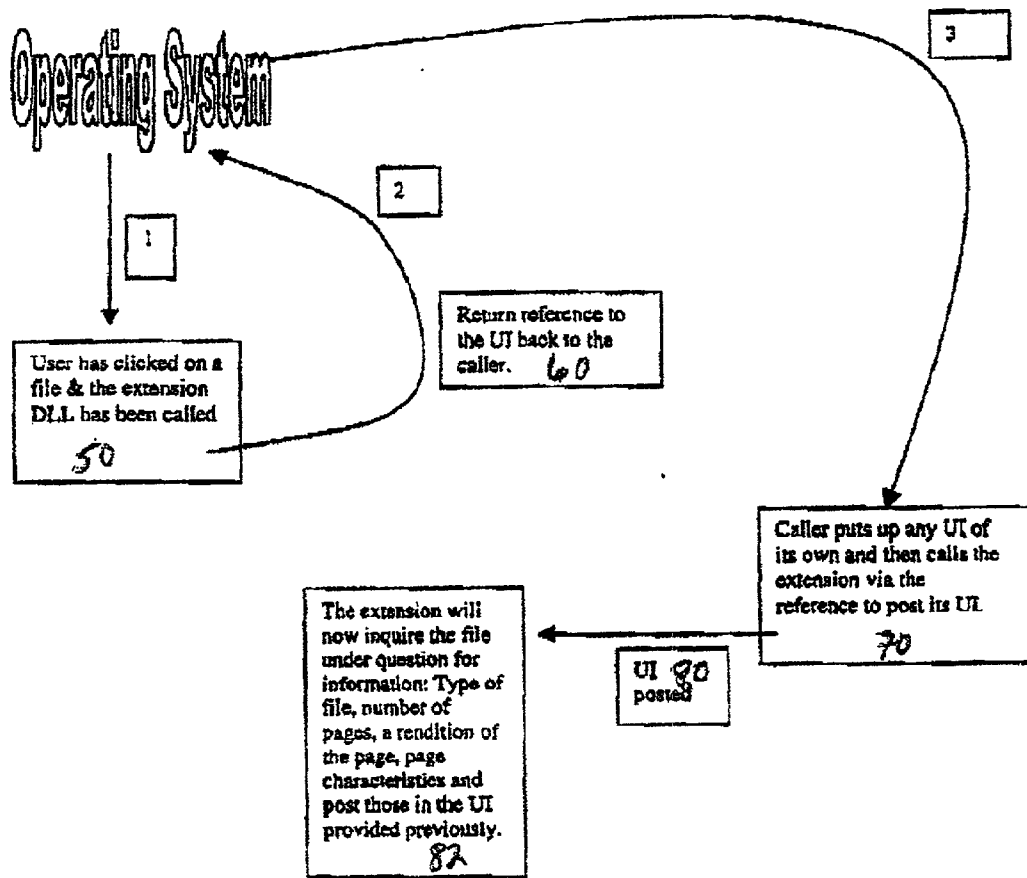 Operating System
3
2
1
Return reference to
the UI back to the
caller. 60
User has clicked on a
file & the extension
DLL has been called
50
Caller puts up any UI of
its own and then calls the
extension via the
reference to post its UI.
70
UI 80
posted
The extension will
now inquire the file
under question for
information: Type of
file, number of
pages, a rendition of
the page, page
characteristics and
post those in the UI
provided previously.
82